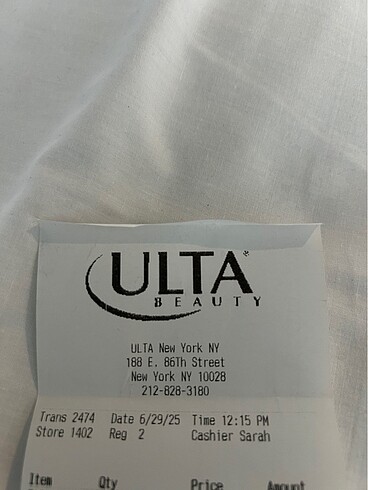 ULTA®
BEAUTY
ULTA New York NY
188 E. 86Th Street
New York NY 10028
212-828-3180
Trans 2474 Date 6/29/25 Time 12:15 PM
Store 1402 Reg 2 Cashier Sarah
Item Qty Price Amount